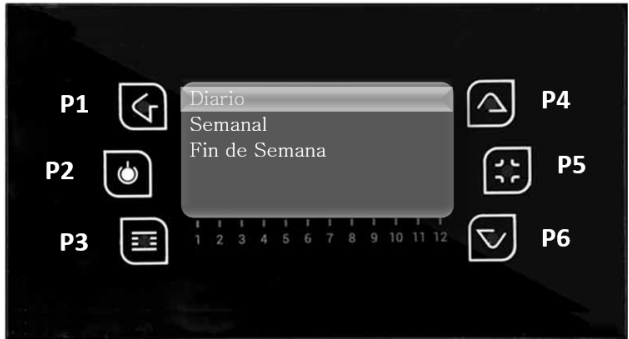 P1
P2
P3
Diario
Semanal
Fin de Semana
1 2 3 4 5 6 7 8 9 10 11 12
P4
P5
P6